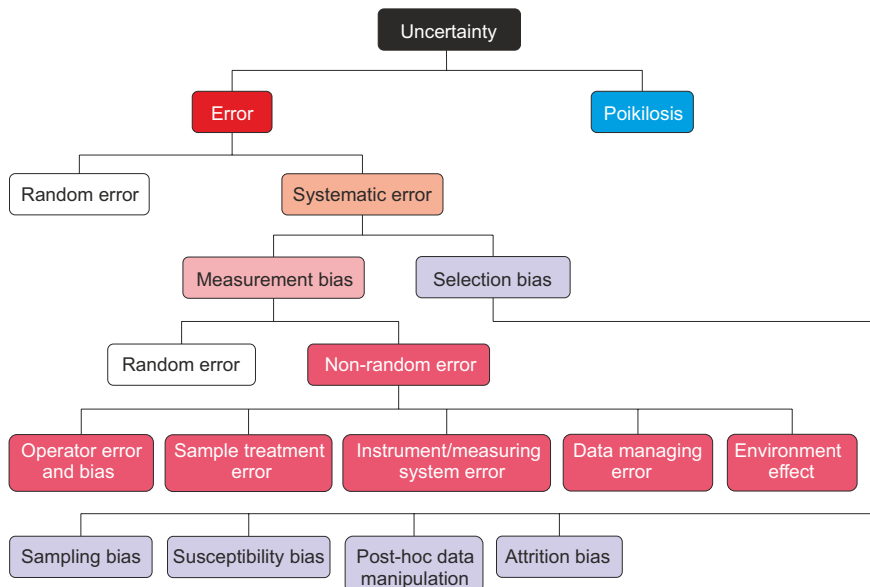 Uncertainty
Error
Poikilosis
Random error
Systematic error
Measurement bias
Selection bias
Random error
Non-random error
Operator error
and bias
Sample treatment
error
Instrument/measuring
system error
Data managing
error
Environment
effect
Sampling bias
Susceptibility bias
Post-hoc data
manipulation
Attrition bias